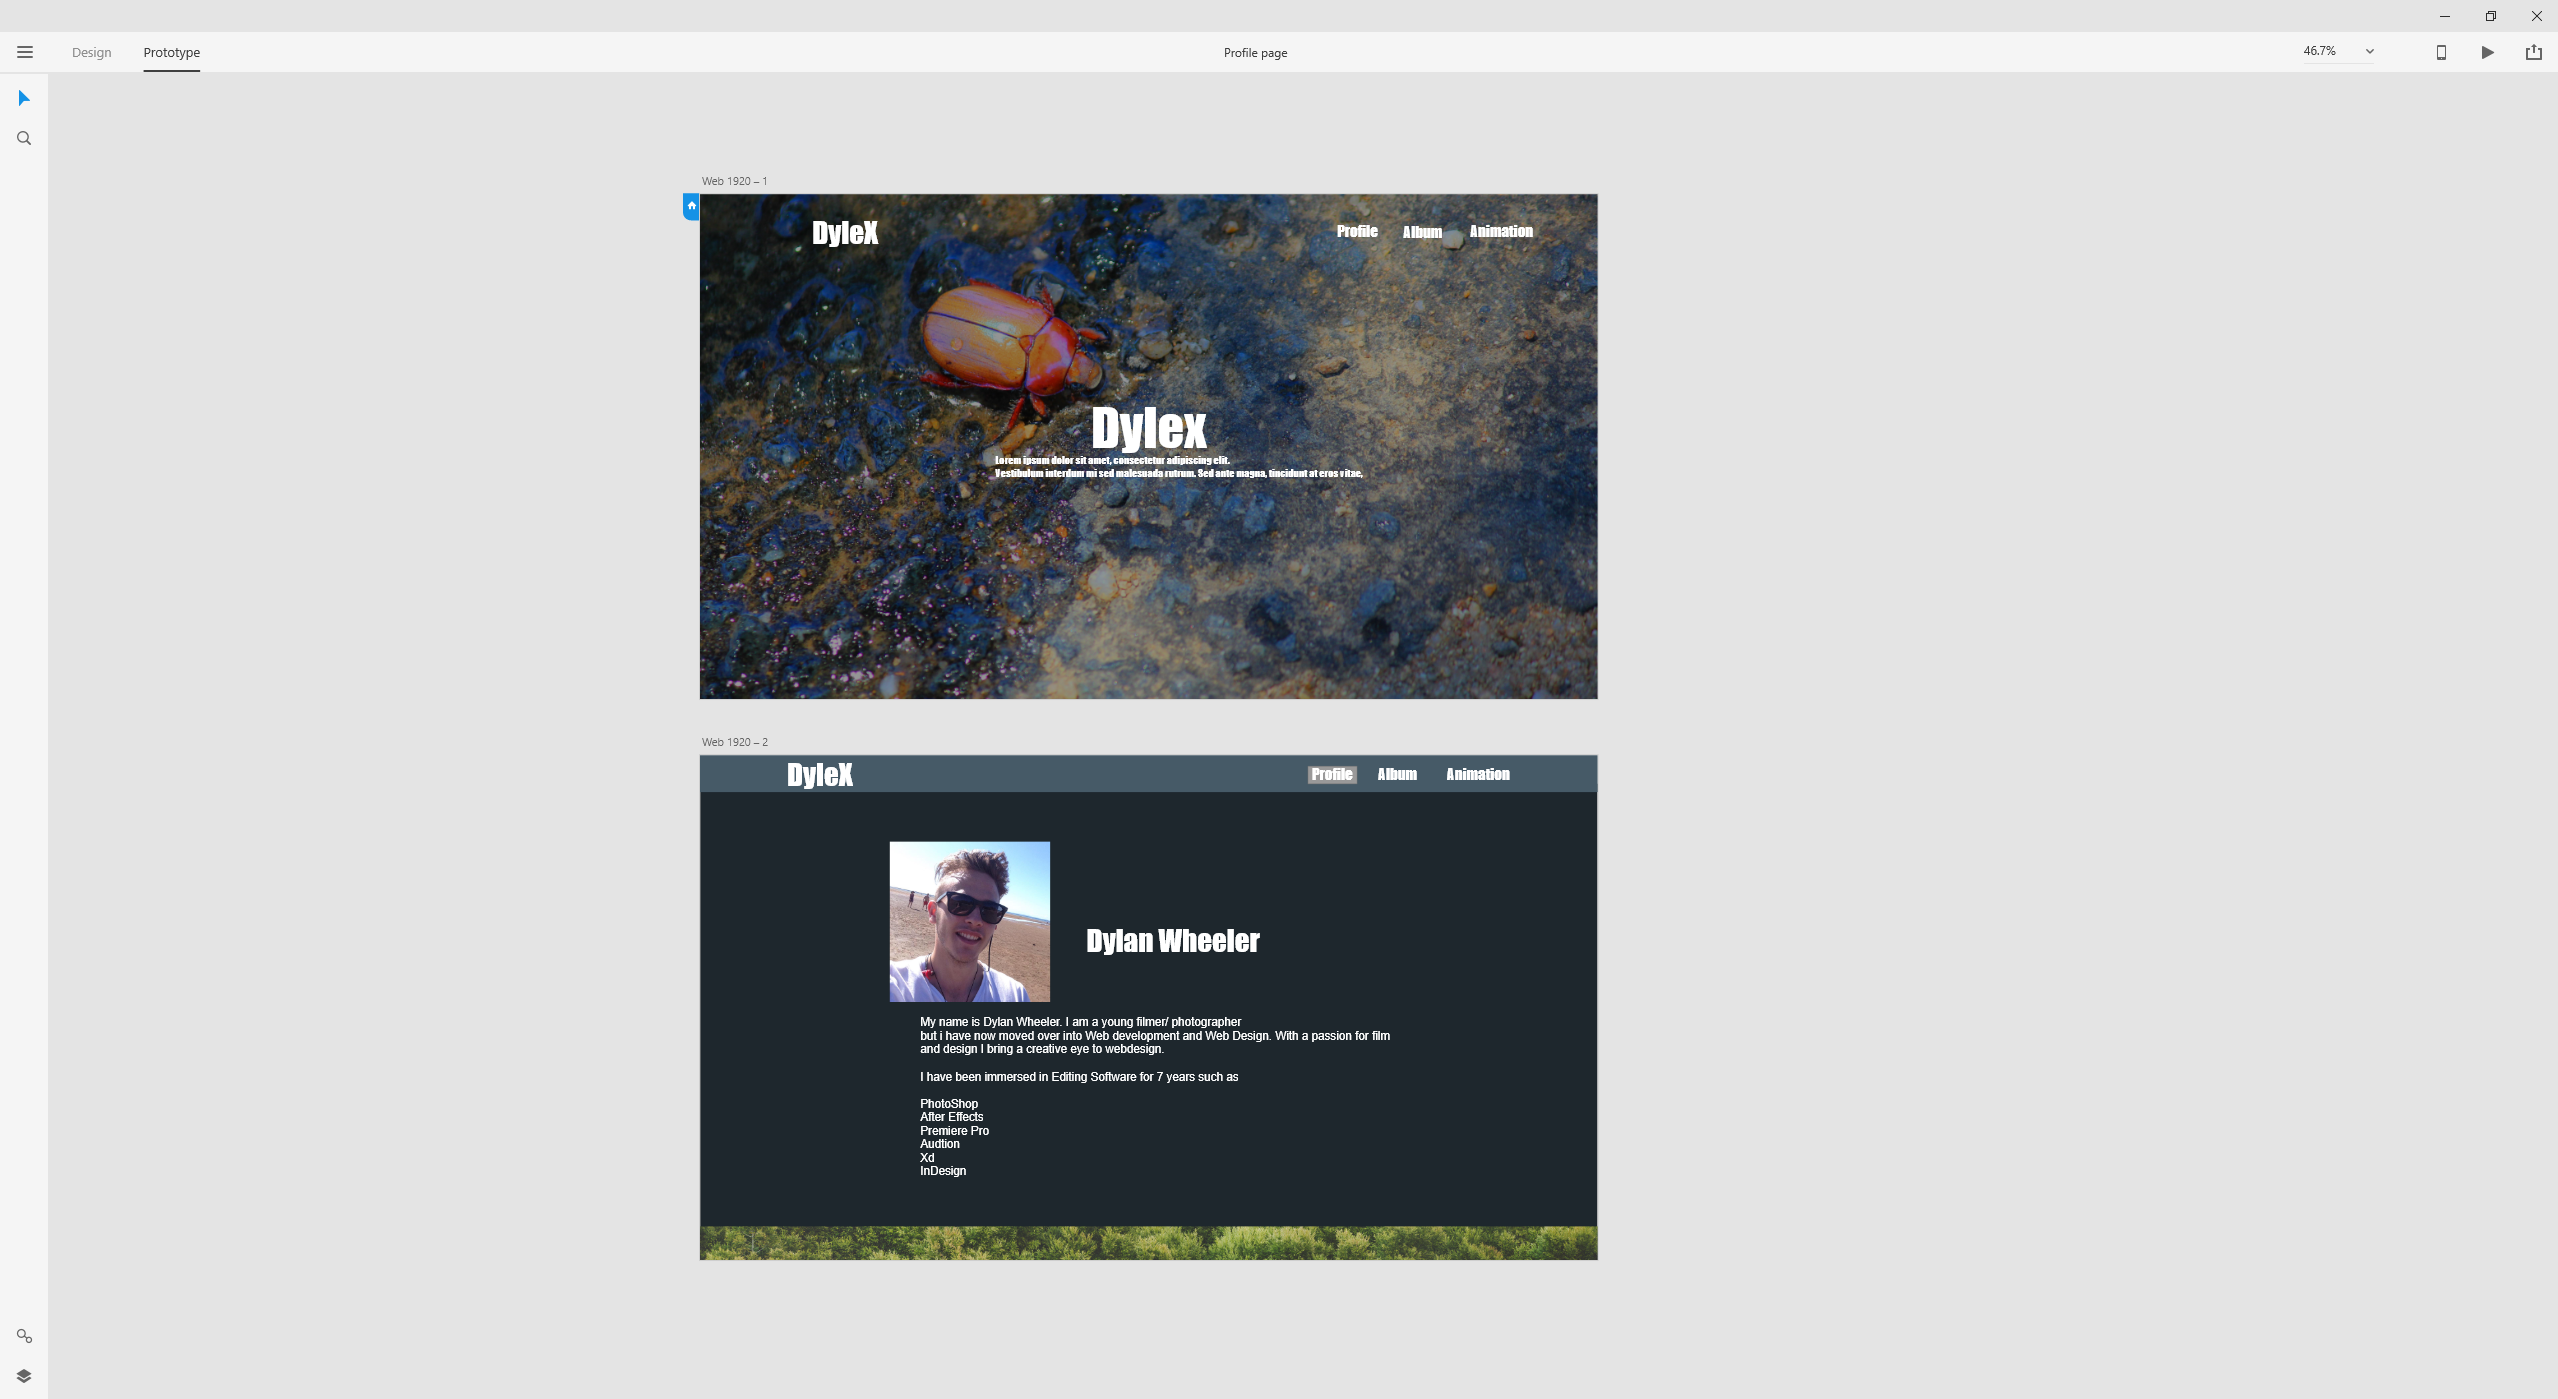 Design Prototype Profile page 46.7%
Web 1920 – 1
DyleX Profile Album Animation
Dylex
Lorem ipsum dolor sit amet, consectetur adipiscing elit.
Vestibulum interdum mi sed malesuada rutrum. Sed ante magna, tincidunt at eros vitae,
Web 1920 – 2
DyleX Profile Album Animation
Dylan Wheeler
My name is Dylan Wheeler. I am a young filmer/ photographer
but i have now moved over into Web development and Web Design. With a passion for film
and design I bring a creative eye to webdesign.
I have been immersed in Editing Software for 7 years such as
PhotoShop
After Effects
Premiere Pro
Audtion
Xd
InDesign